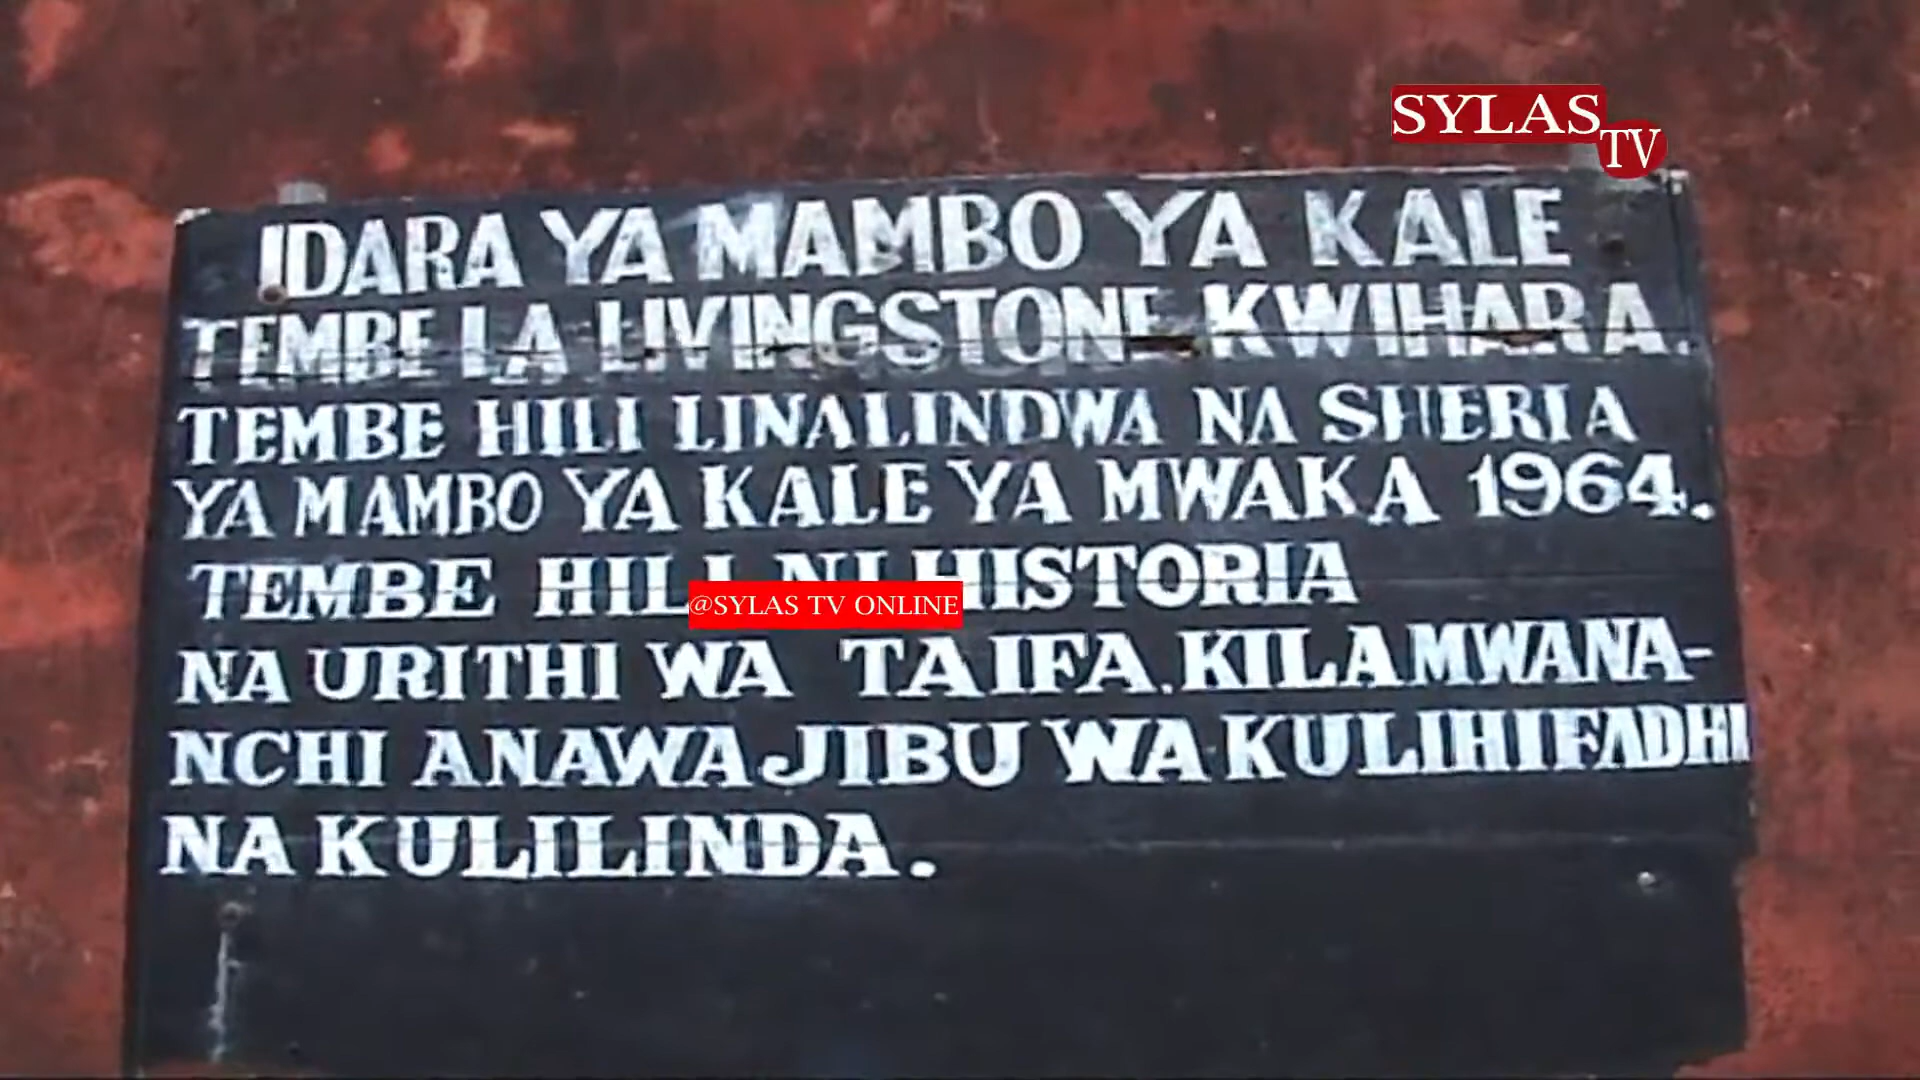 SYLAS TV
IDARA YA MAMBO YA KALE
TEMBE LA LIVINGSTONE KWIHARA.
TEMBE HILI LINALINDWA NA SHERIA
YA MAMBO YA KALE YA MWAKA 1964.
TEMBE HILI NI HISTORIA
@SYLAS TV ONLINE
NA URITHI WA TAIFA. KILA MWANA-
NCHI ANAWAJIBU WA KULIHIFADHI
NA KULILINDA.